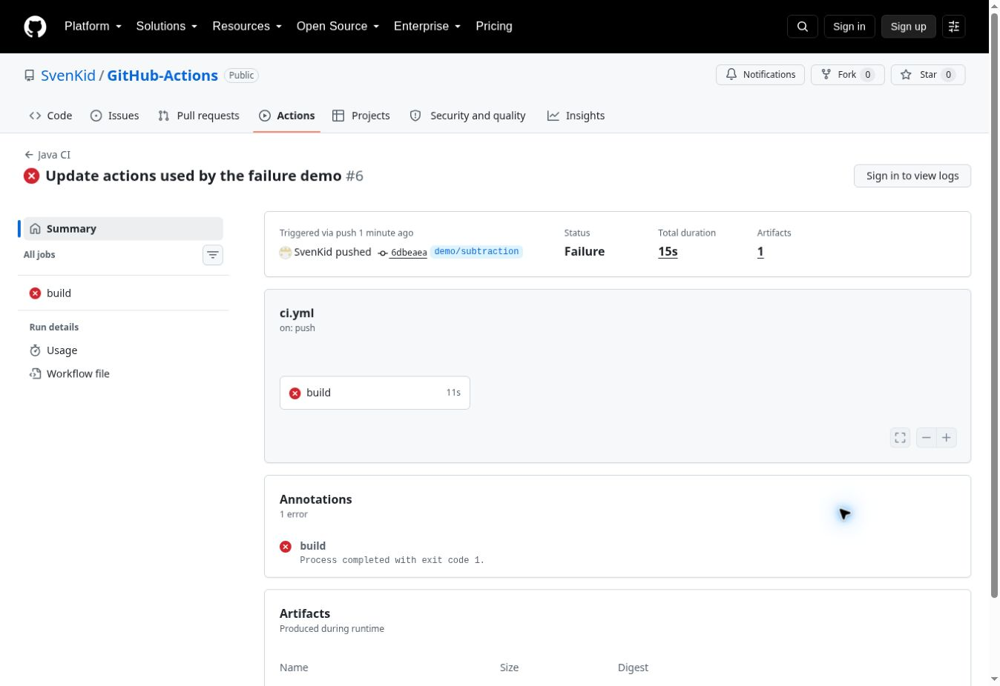 Platform Solutions Resources Open Source Enterprise Pricing Sign in Sign up
SvenKid / GitHub-Actions Public Notifications Fork 0 Star 0
Code Issues Pull requests Actions Projects Security and quality Insights
Java CI
Update actions used by the failure demo #6
Sign in to view logs
Summary
All jobs
build
Run details
Usage
Workflow file
Triggered via push 1 minute ago
SvenKid pushed 6dbeaea demo/subtraction
Status
Failure
Total duration
15s
Artifacts
1
ci.yml
on: push
build 11s
Annotations
1 error
build
Process completed with exit code 1.
Artifacts
Produced during runtime
Name Size Digest